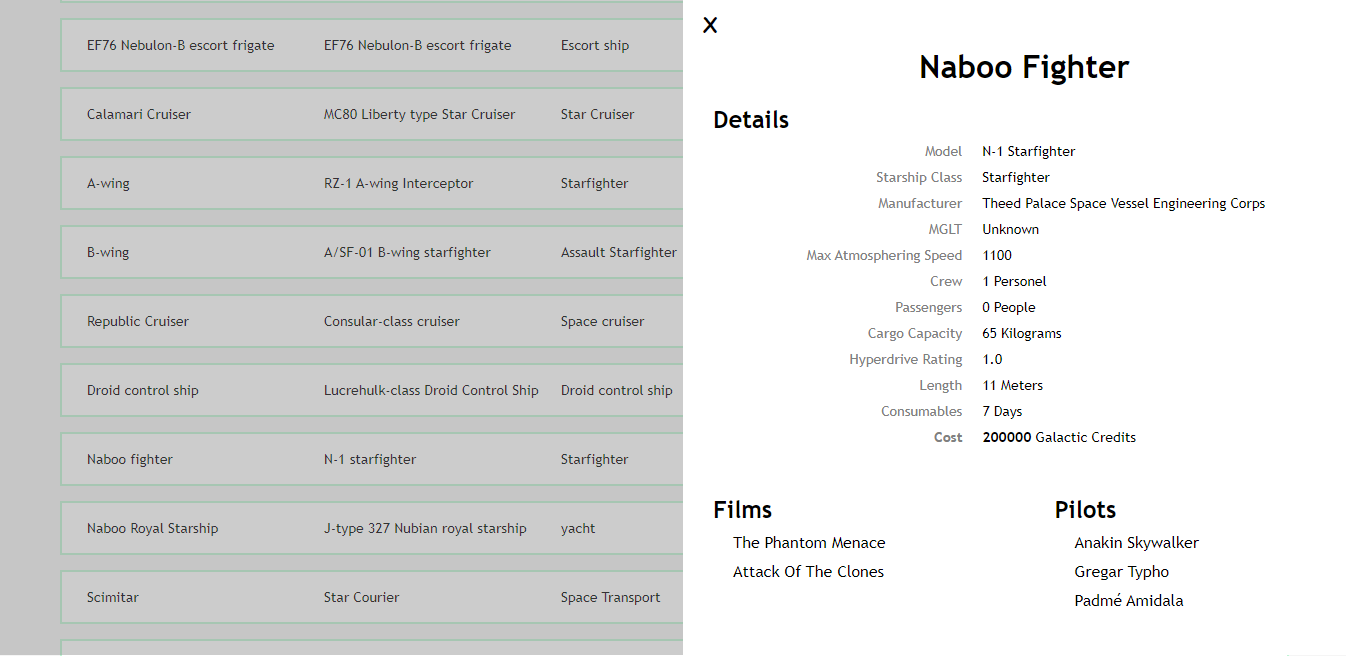 EF76 Nebulon-B escort frigate EF76 Nebulon-B escort frigate Escort ship
Calamari Cruiser MC80 Liberty type Star Cruiser Star Cruiser
A-wing RZ-1 A-wing Interceptor Starfighter
B-wing A/SF-01 B-wing starfighter Assault Starfighter
Republic Cruiser Consular-class cruiser Space cruiser
Droid control ship Lucrehulk-class Droid Control Ship Droid control ship
Naboo fighter N-1 starfighter Starfighter
Naboo Royal Starship J-type 327 Nubian royal starship yacht
Scimitar Star Courier Space Transport
X
Naboo Fighter
Details
Model N-1 Starfighter
Starship Class Starfighter
Manufacturer Theed Palace Space Vessel Engineering Corps
MGLT Unknown
Max Atmosphering Speed 1100
Crew 1 Personel
Passengers 0 People
Cargo Capacity 65 Kilograms
Hyperdrive Rating 1.0
Length 11 Meters
Consumables 7 Days
Cost 200000 Galactic Credits
Films
The Phantom Menace
Attack Of The Clones
Pilots
Anakin Skywalker
Gregar Typho
Padmé Amidala